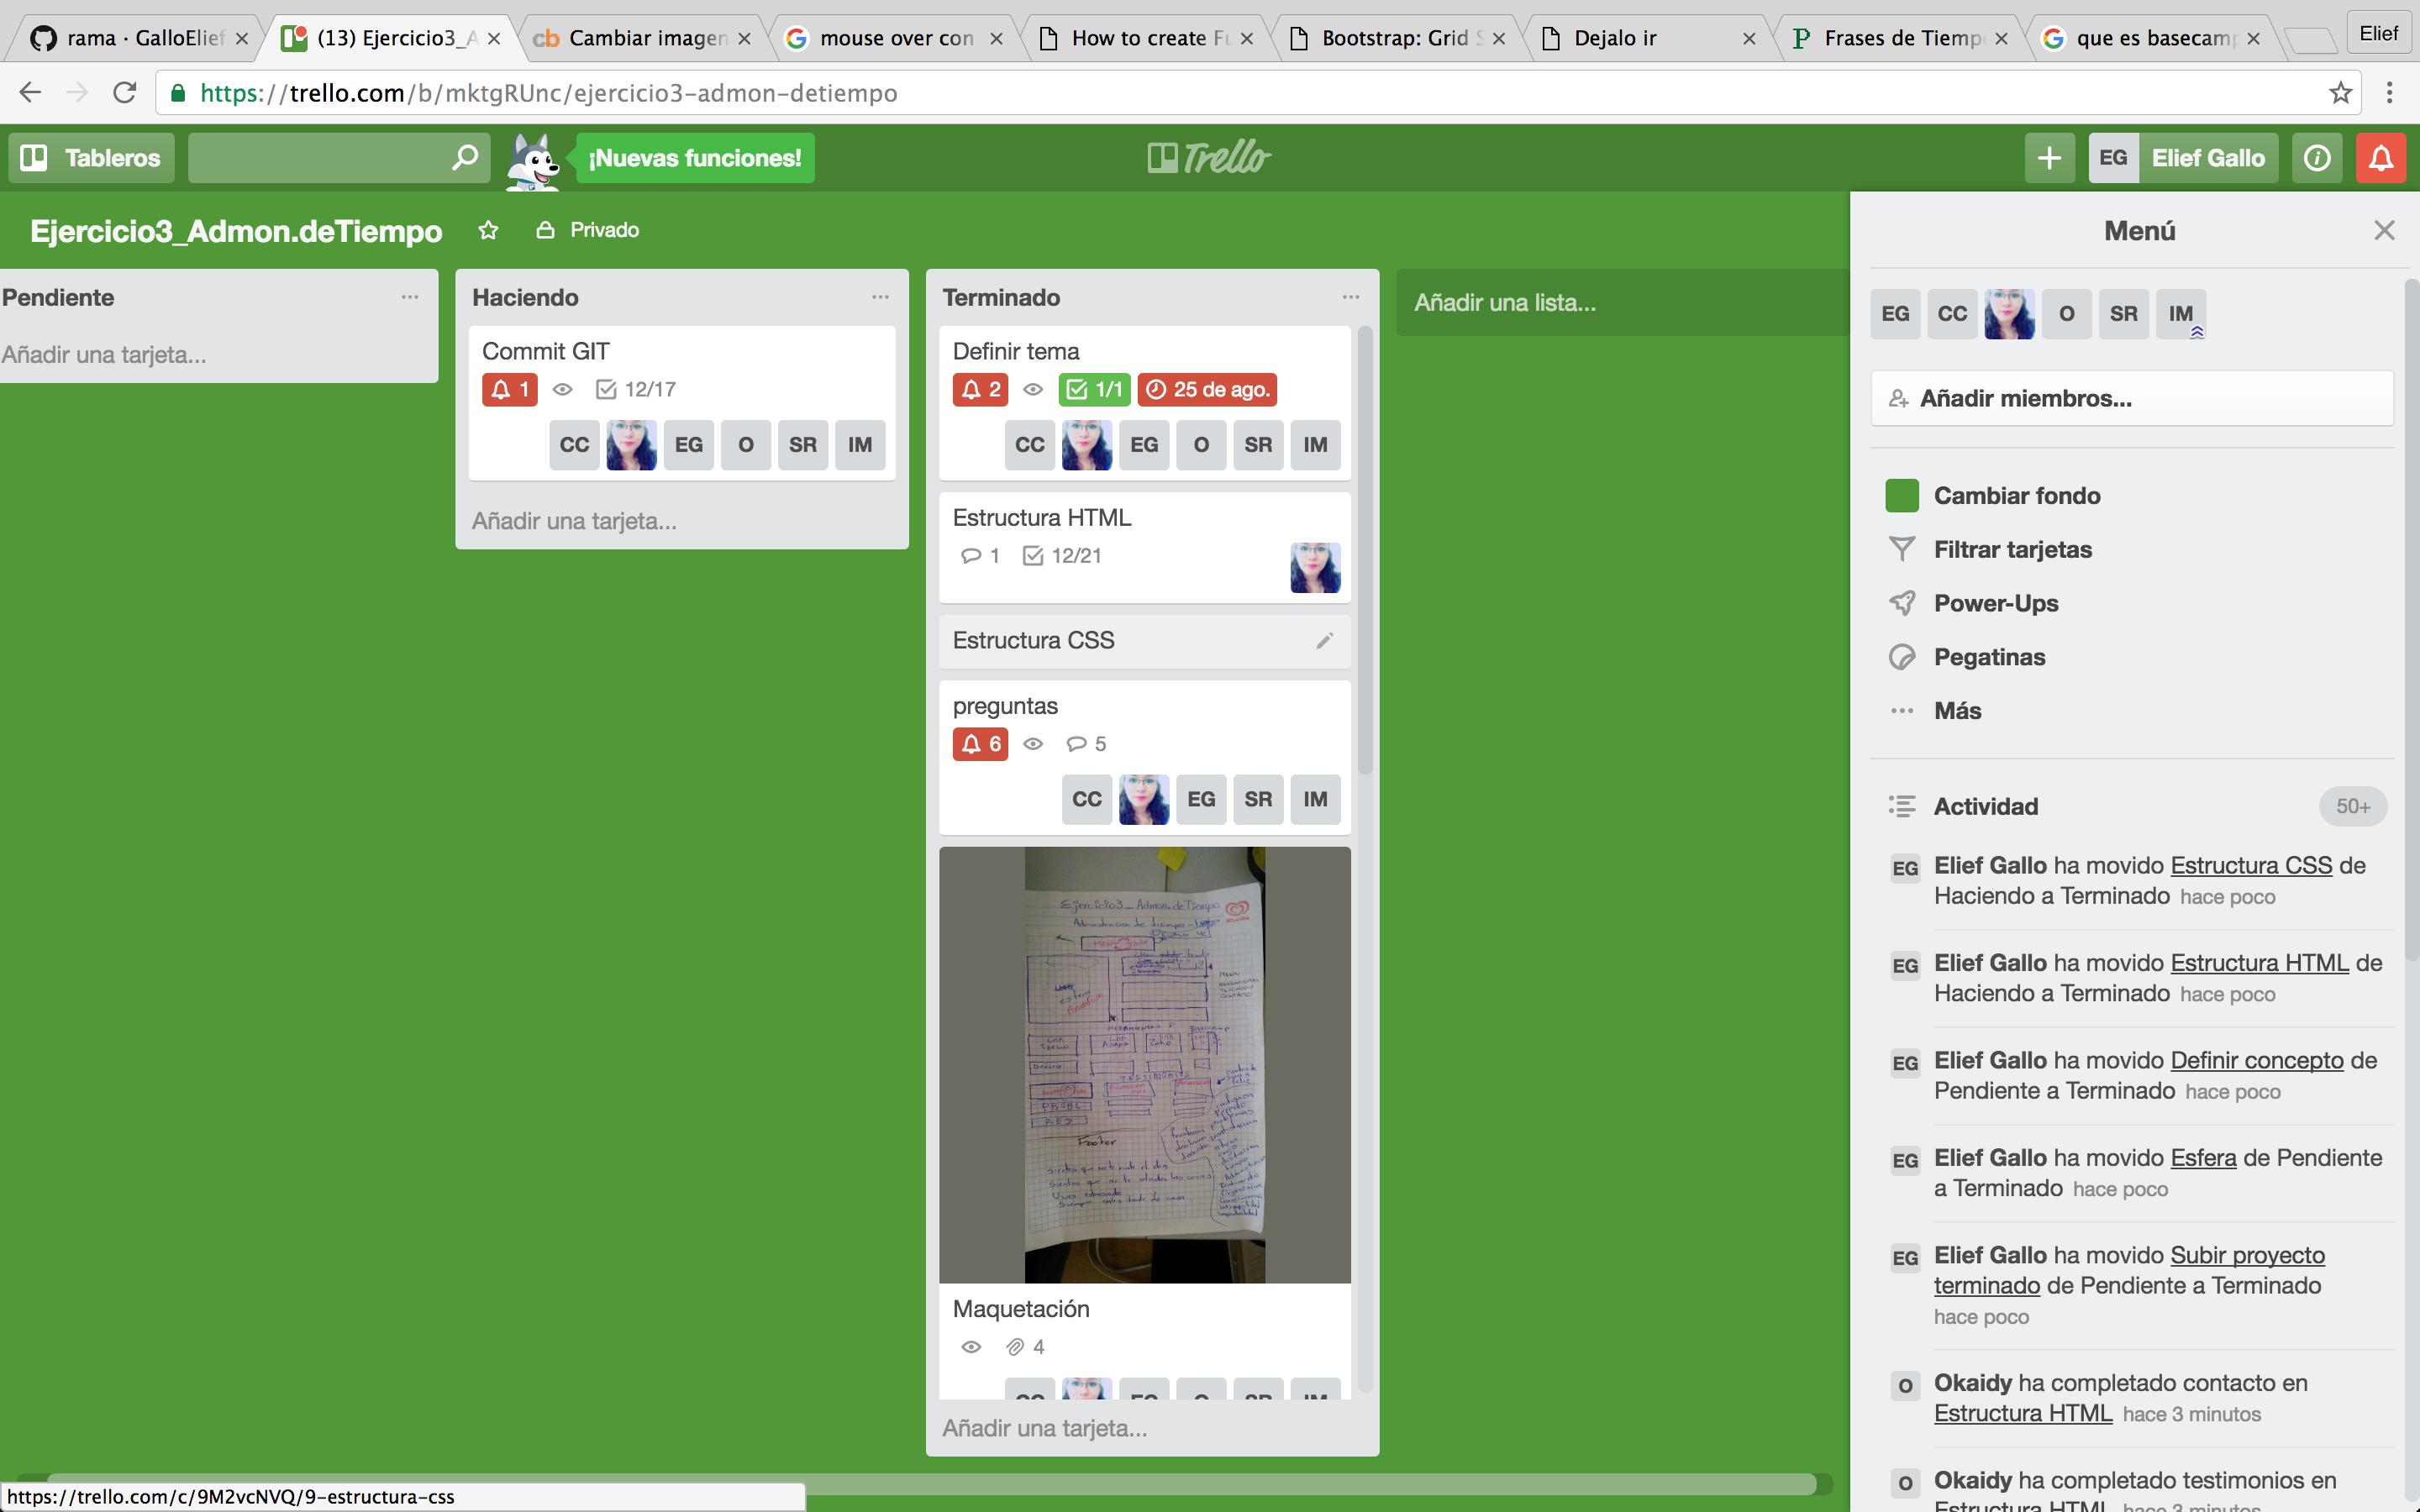 rama · GalloElief
(13) Ejercicio3_A
Cambiar imagen
mouse over con
How to create Fu
Bootstrap: Grid S
Dejalo ir
Frases de Tiemp
que es basecamp
Elief
https://trello.com/b/mktgRUnc/ejercicio3-admon-detiempo
Tableros
¡Nuevas funciones!
Trello
EG Elief Gallo
Ejercicio3_Admon.deTiempo
Privado
Pendiente
Añadir una tarjeta...
Haciendo
Commit GIT
1 12/17
CC EG O SR IM
Añadir una tarjeta...
Terminado
Definir tema
2 1/1 25 de ago.
CC EG O SR IM
Estructura HTML
1 12/21
Estructura CSS
preguntas
6 5
CC EG SR IM
Ejercicio3_Admon.deTiempo
Footer
Maquetación
4
CC EG O SR IM
Añadir una tarjeta...
Añadir una lista...
Menú
EG CC O SR IM
Añadir miembros...
Cambiar fondo
Filtrar tarjetas
Power-Ups
Pegatinas
Más
Actividad 50+
EG Elief Gallo ha movido Estructura CSS de
Haciendo a Terminado hace poco
EG Elief Gallo ha movido Estructura HTML de
Haciendo a Terminado hace poco
EG Elief Gallo ha movido Definir concepto de
Pendiente a Terminado hace poco
EG Elief Gallo ha movido Esfera de Pendiente
a Terminado hace poco
EG Elief Gallo ha movido Subir proyecto
terminado de Pendiente a Terminado
hace poco
O Okaidy ha completado contacto en
Estructura HTML hace 3 minutos
O Okaidy ha completado testimonios en
Estructura HTML hace 3 minutos
https://trello.com/c/9M2vcNVQ/9-estructura-css